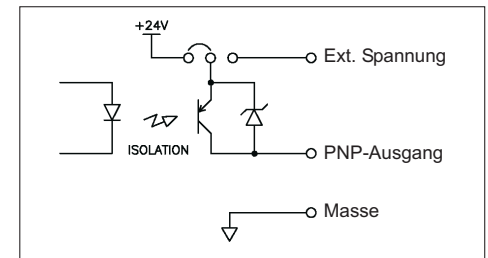 +24V
Ext. Spannung
ISOLATION
PNP-Ausgang
Masse